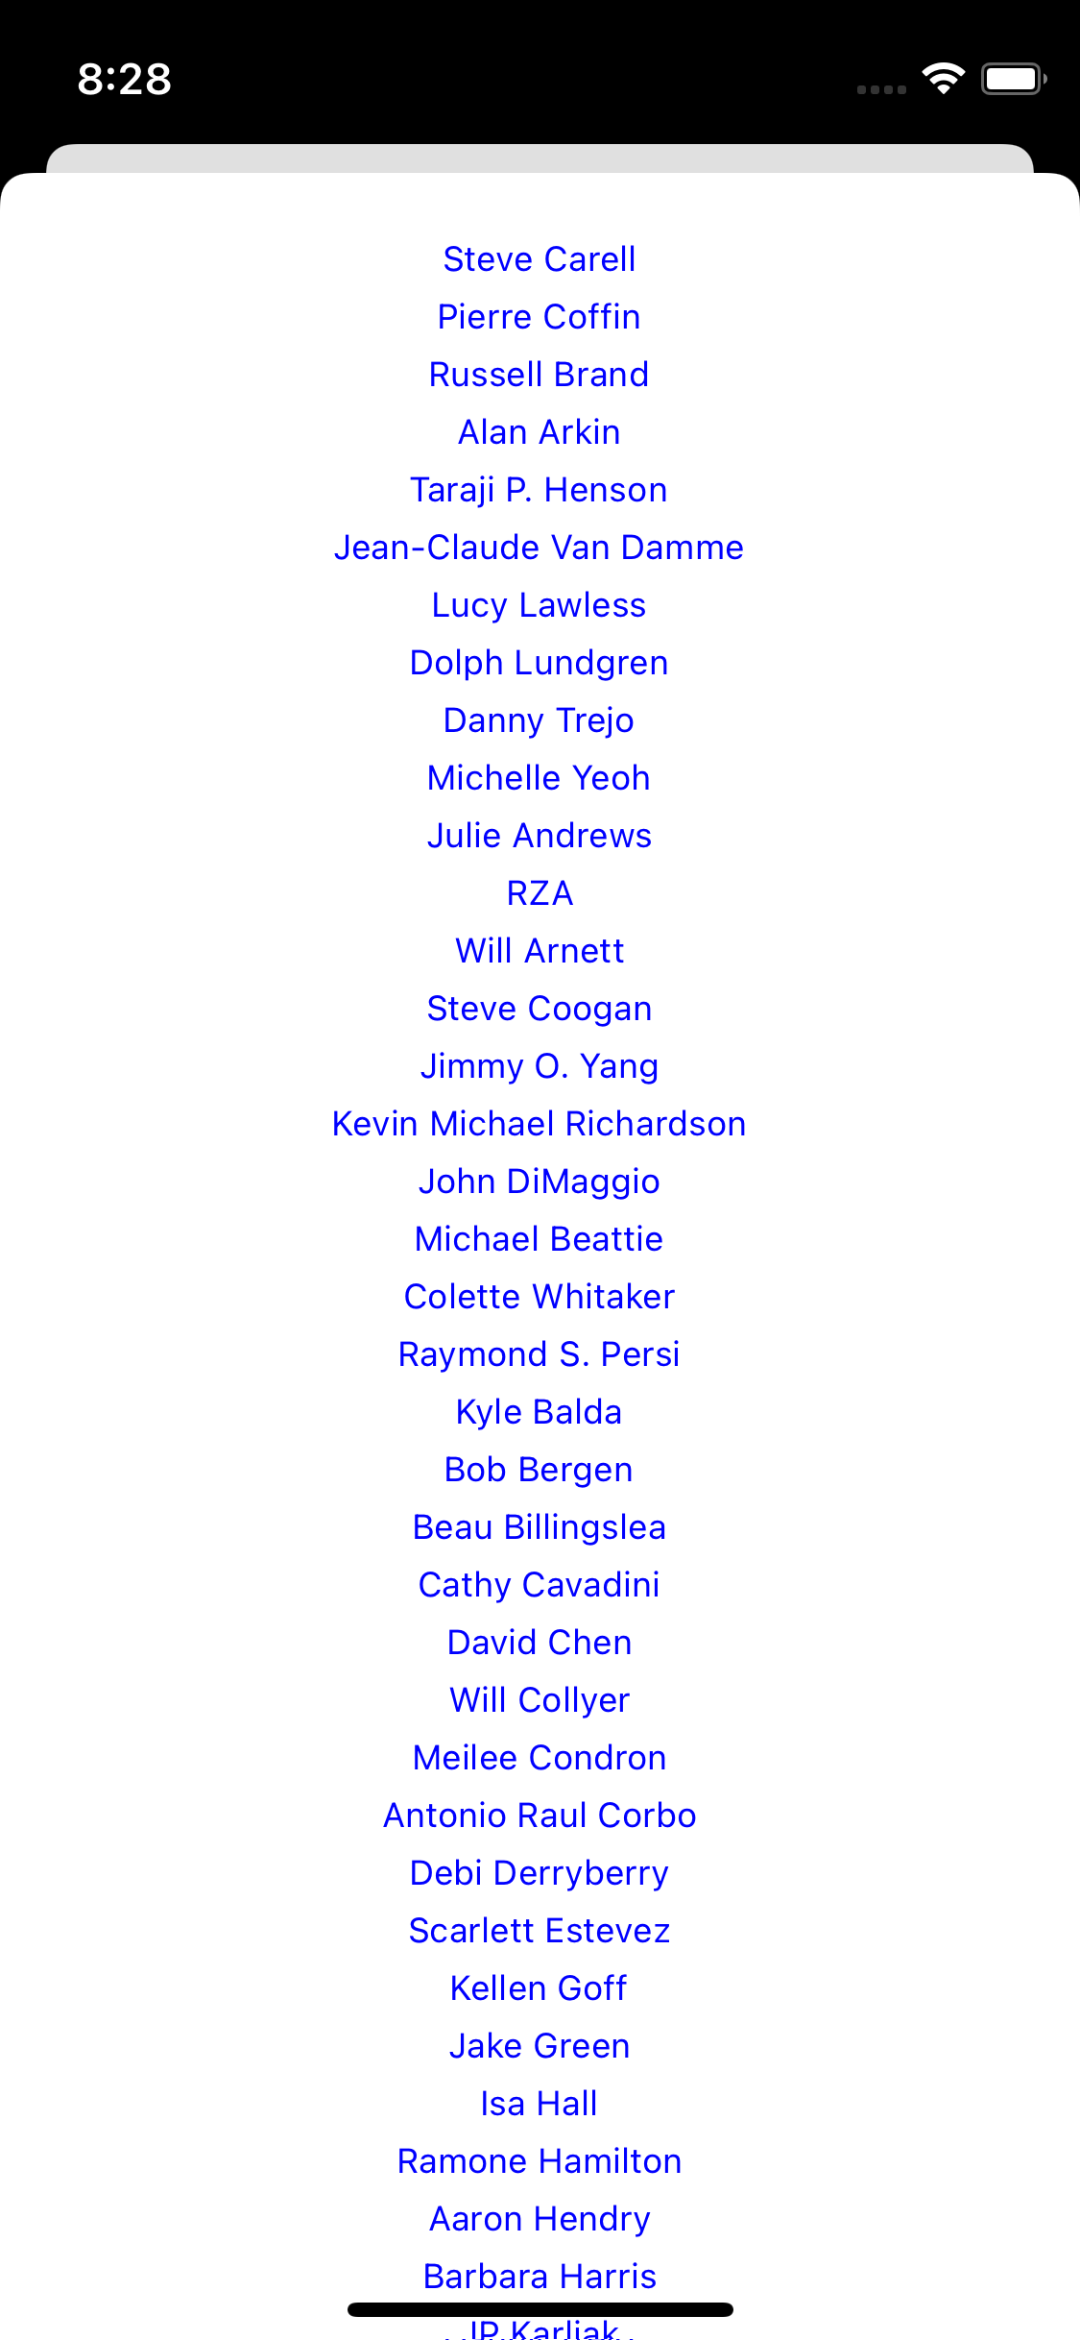 8:28
Steve Carell
Pierre Coffin
Russell Brand
Alan Arkin
Taraji P. Henson
Jean-Claude Van Damme
Lucy Lawless
Dolph Lundgren
Danny Trejo
Michelle Yeoh
Julie Andrews
RZA
Will Arnett
Steve Coogan
Jimmy O. Yang
Kevin Michael Richardson
John DiMaggio
Michael Beattie
Colette Whitaker
Raymond S. Persi
Kyle Balda
Bob Bergen
Beau Billingslea
Cathy Cavadini
David Chen
Will Collyer
Meilee Condron
Antonio Raul Corbo
Debi Derryberry
Scarlett Estevez
Kellen Goff
Jake Green
Isa Hall
Ramone Hamilton
Aaron Hendry
Barbara Harris
JP Karliak